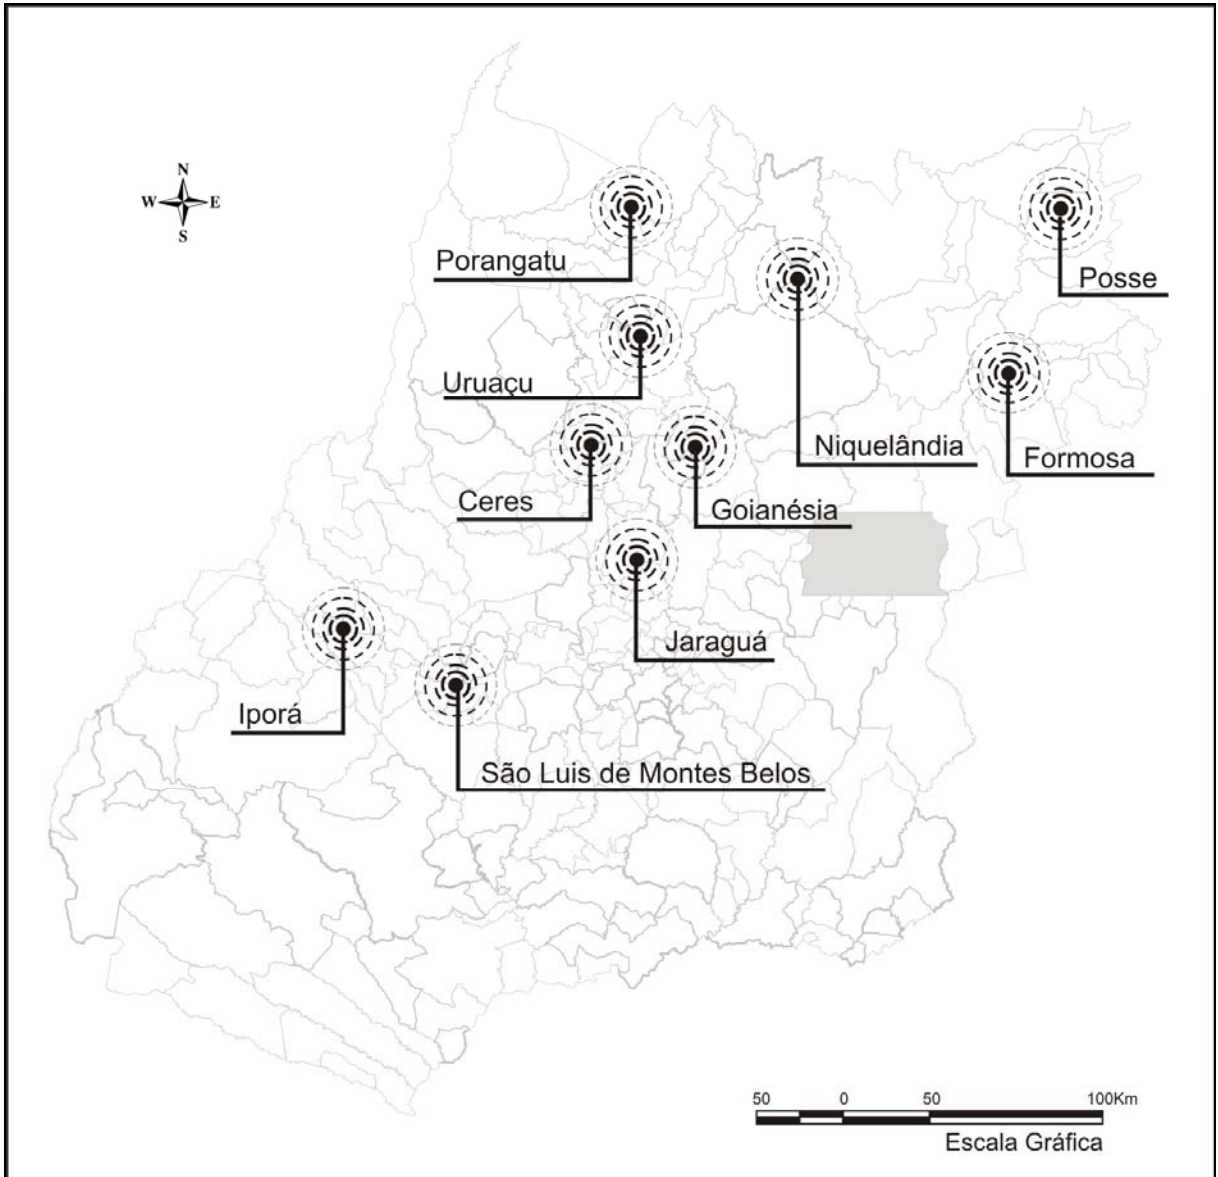 N
W E
S
Porangatu
Posse
Uruaçu
Niquelândia
Formosa
Ceres
Goianésia
Jaraguá
Iporá
São Luis de Montes Belos
50 0 50 100Km
Escala Gráfica